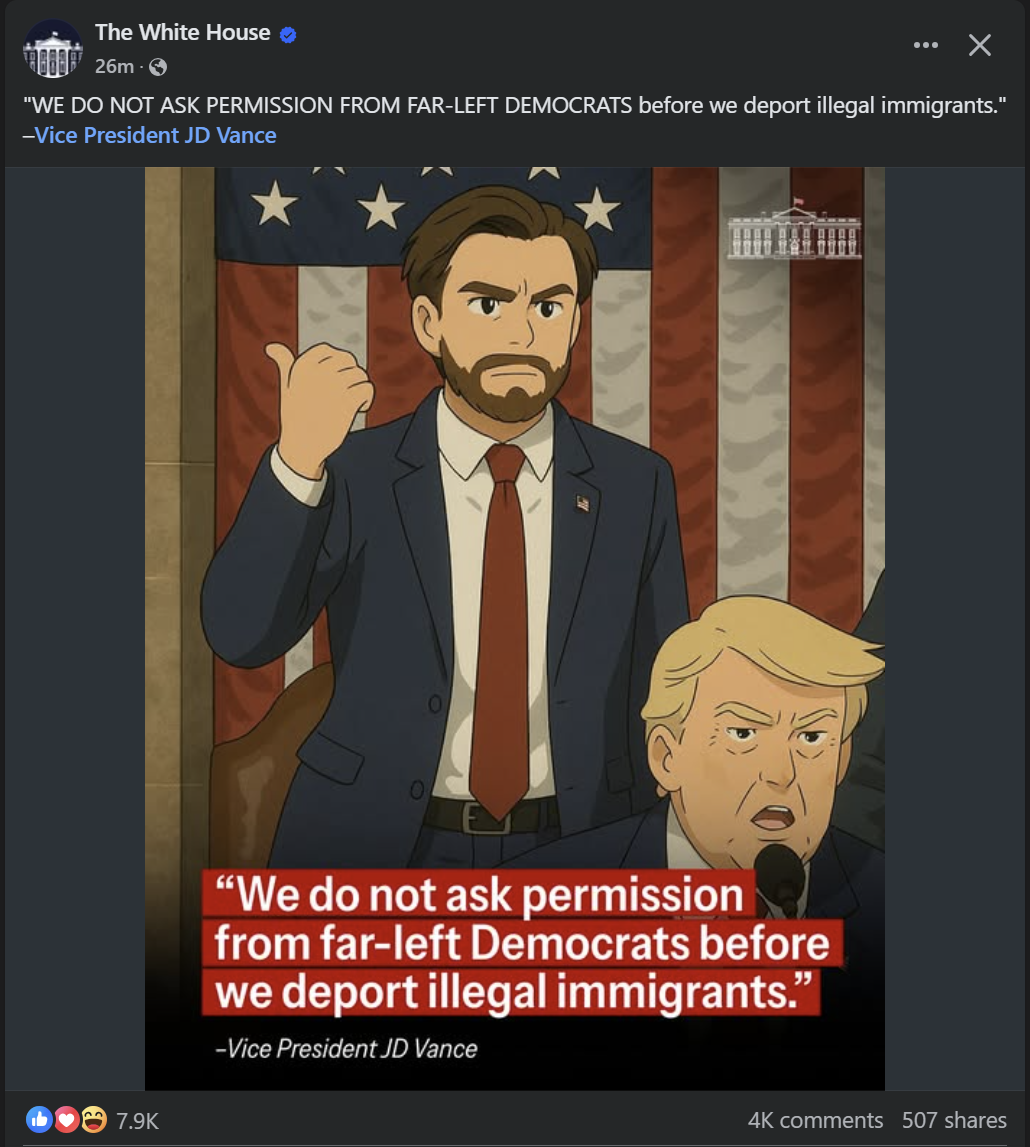 The White House
26m ·
"WE DO NOT ASK PERMISSION FROM FAR-LEFT DEMOCRATS before we deport illegal immigrants."
–Vice President JD Vance
“We do not ask permission
from far-left Democrats before
we deport illegal immigrants.”
–Vice President JD Vance
7.9K 4K comments 507 shares